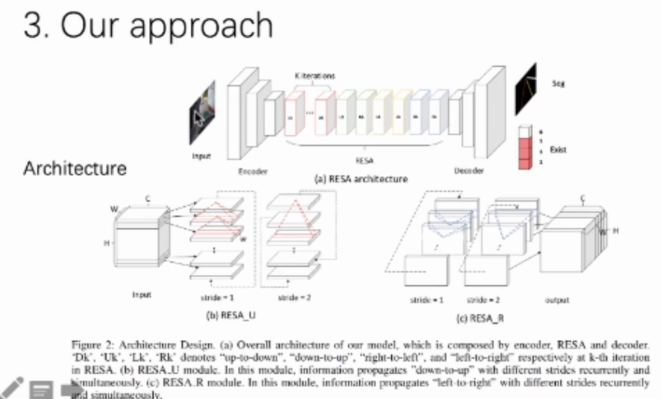 3. Our approach
K iterations
Seg
Input
Encoder
RESA
Decoder
Exist
(a) RESA architecture
Architecture
C
W
H
W
Input
stride = 1
stride = 2
(b) RESA_U
C
W
H
stride = 1
stride = 2
output
(c) RESA_R
Figure 2: Architecture Design. (a) Overall architecture of our model, which is composed by encoder, RESA and decoder.
'Dk', 'Uk', 'Lk', 'Rk' denotes "up-to-down", "down-to-up", "right-to-left", and "left-to-right" respectively at k-th iteration
in RESA. (b) RESA_U module. In this module, information propagates "down-to-up" with different strides recurrently and
simultaneously. (c) RESA_R module. In this module, information propagates "left-to-right" with different strides recurrently
and simultaneously.